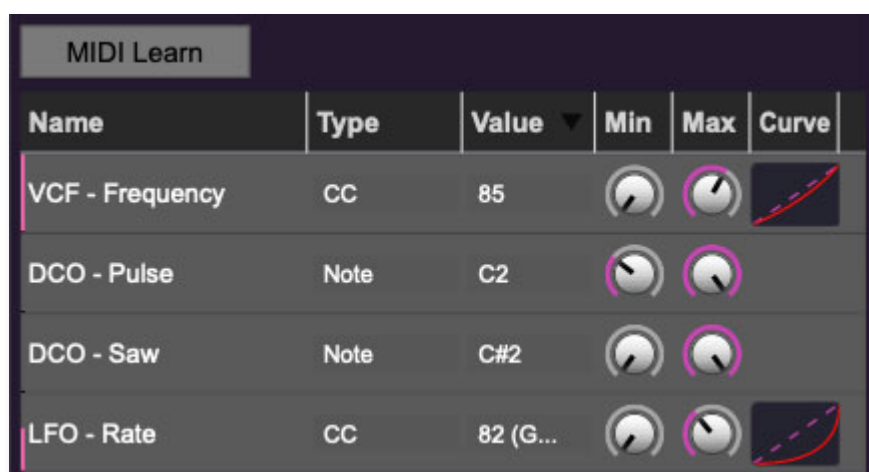 MIDI Learn
Name Type Value Min Max Curve
VCF - Frequency CC 85
DCO - Pulse Note C2
DCO - Saw Note C#2
LFO - Rate CC 82 (G...